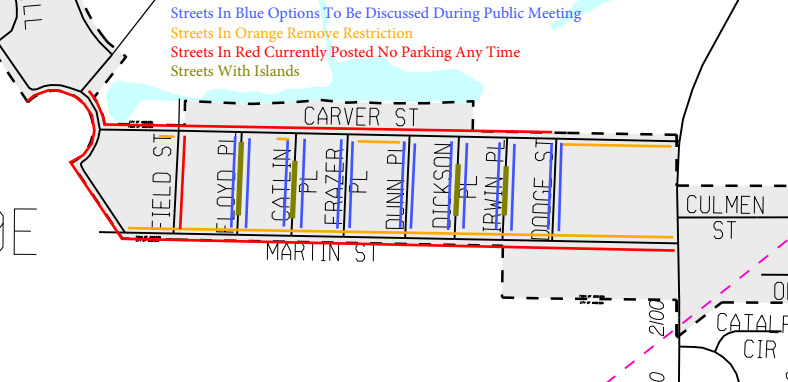 Streets In Blue Options To Be Discussed During Public Meeting
Streets In Orange Remove Restriction
Streets In Red Currently Posted No Parking Any Time
Streets With Islands
LL
CARVER ST
FIELD ST
FLOYD PL
CATLIN PL
FRAZER PL
DUNN PL
DICKSON PL
IRWIN PL
DODGE ST
MARTIN ST
CULMEN
ST
2100
CATALP
CIR